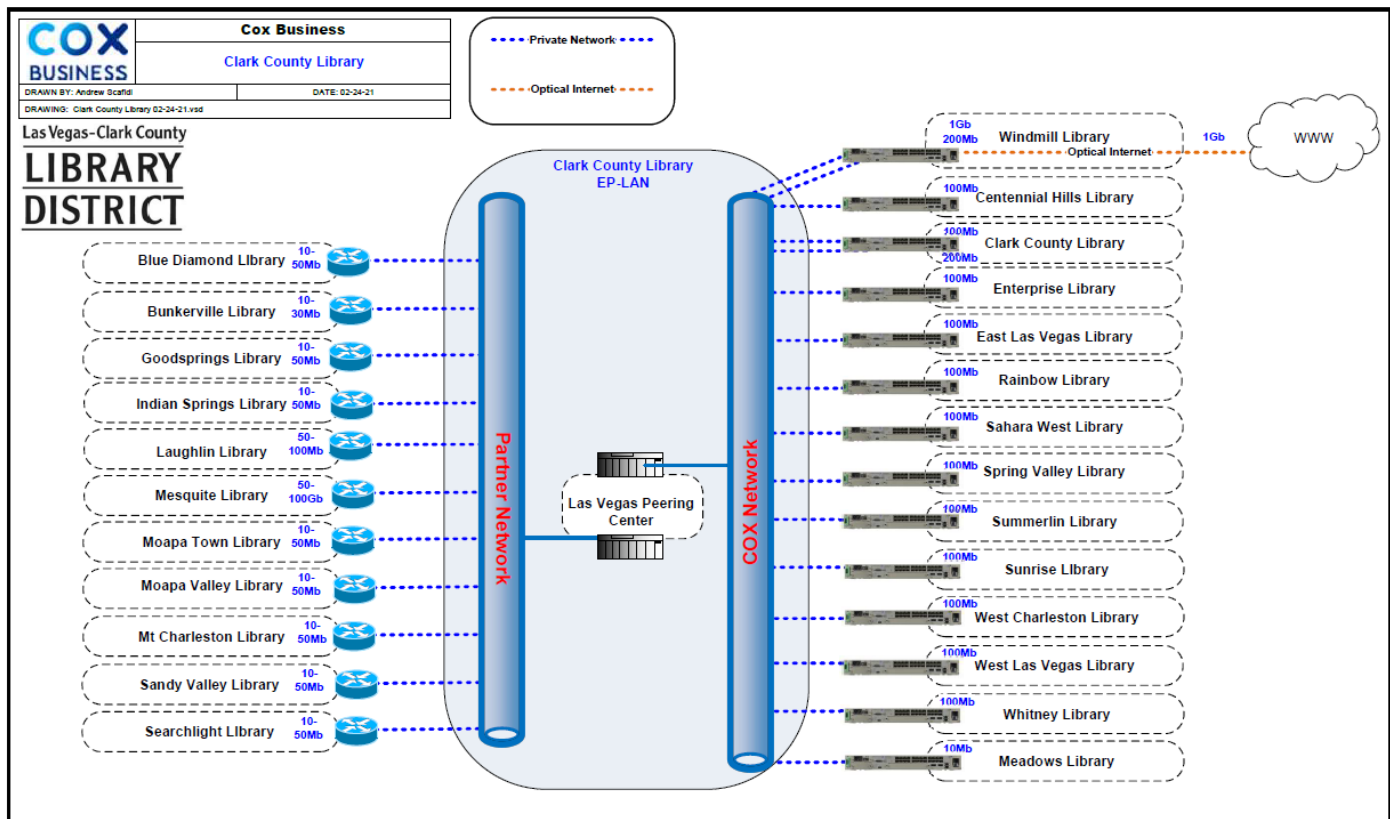 COX
BUSINESS
Cox Business
Clark County Library
DRAWN BY: Andrew Scafidi
DATE: 02-24-21
DRAWING: Clark County Library 02-24-21.vsd
Private Network
Optical Internet
Las Vegas-Clark County
LIBRARY
DISTRICT
Clark County Library
EP-LAN
Blue Diamond LIbrary
10-
50Mb
Bunkerville Library
10-
30Mb
Goodsprings Library
10-
50Mb
Indian Springs Library
10-
50Mb
Laughlin Library
50-
100Mb
Mesquite Library
50-
100Gb
Moapa Town Library
10-
50Mb
Moapa Valley Library
10-
50Mb
Mt Charleston Library
10-
50Mb
Sandy Valley Library
10-
50Mb
Searchlight LIbrary
10-
50Mb
Partner Network
Las Vegas Peering
Center
COX Network
1Gb
200Mb
Windmill Library
Optical Internet
1Gb
WWW
100Mb
Centennial Hills Library
100Mb
Clark County Library
200Mb
100Mb
Enterprise Library
100Mb
East Las Vegas Library
100Mb
Rainbow Library
100Mb
Sahara West Library
100Mb
Spring Valley Library
100Mb
Summerlin Library
100Mb
Sunrise LIbrary
100Mb
West Charleston Library
100Mb
West Las Vegas Library
100Mb
Whitney Library
10Mb
Meadows Library